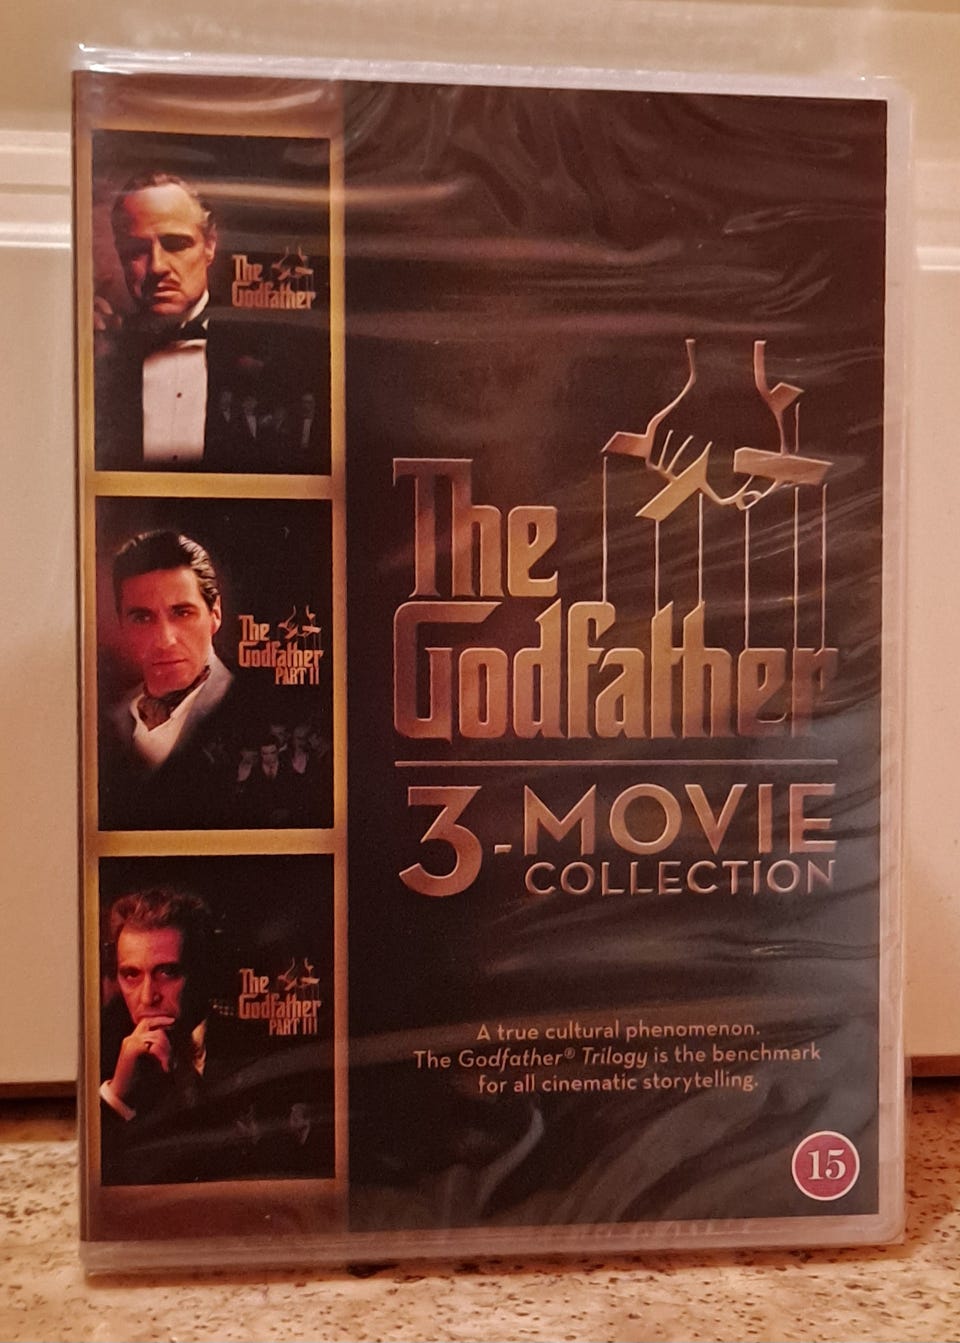 The
Godfather
The
Godfather
PART II
The
Godfather
PART III
The
Godfather
3-MOVIE
COLLECTION
A true cultural phenomenon.
The Godfather® Trilogy is the benchmark
for all cinematic storytelling.
15